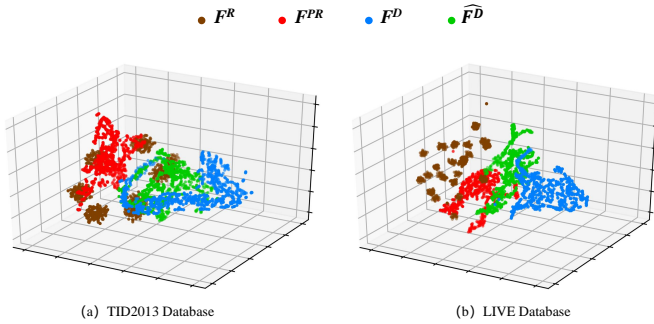 F^R F^{PR} F^D \widehat{F^D}
(a) TID2013 Database (b) LIVE Database